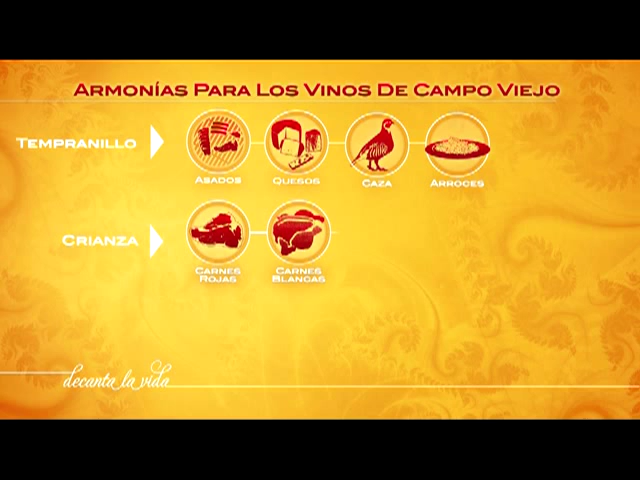 Armonías Para Los Vinos De Campo Viejo
Tempranillo
Asados
Quesos
Caza
Arroces
Crianza
Carnes
Rojas
Carnes
Blancas
decanta la vida